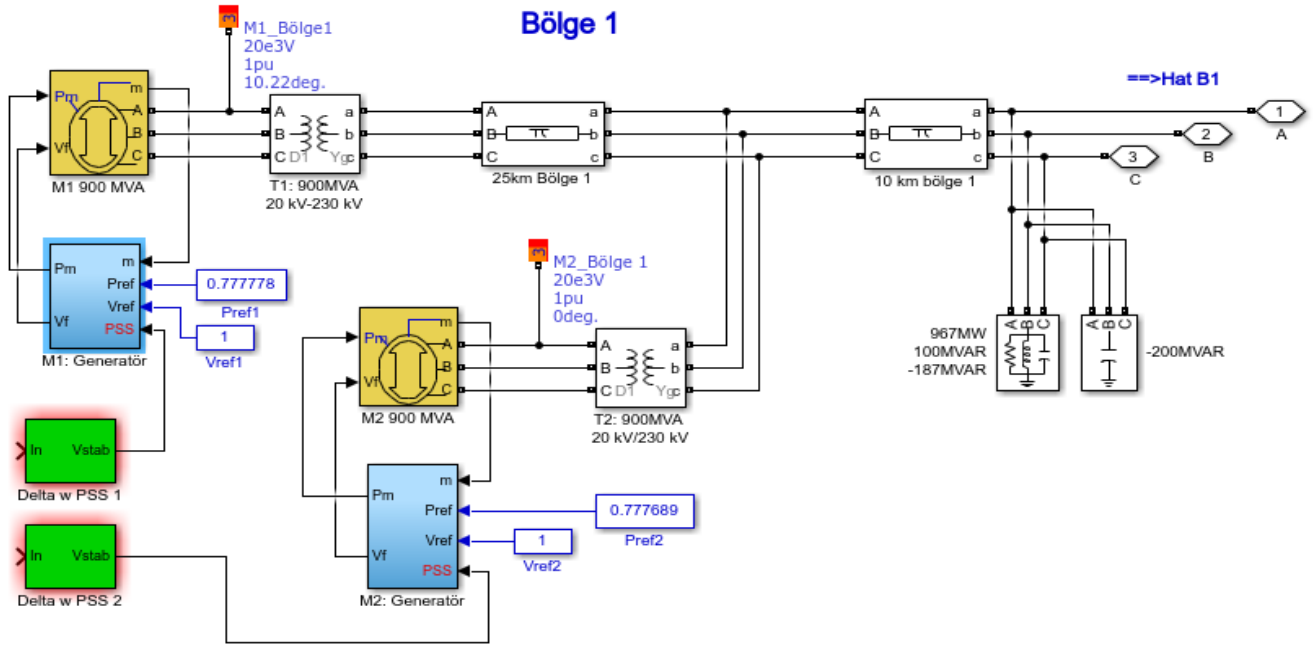 Bölge 1
3
M1_Bölge1
20e3V
1pu
10.22deg.
==>Hat B1
Pm
Vf
m
A
B
C
M1 900 MVA
A
B
C
a
b
c
D1
Yg
T1: 900MVA
20 kV-230 kV
A
B
C
a
b
c
25km Bölge 1
A
B
C
a
b
c
10 km bölge 1
1
A
2
B
3
C
Pm
Vf
m
Pref
Vref
PSS
M1: Generatör
0.777778
Pref1
1
Vref1
3
M2_Bölge 1
20e3V
1pu
0deg.
Pm
Vf
m
A
B
C
M2 900 MVA
A
B
C
a
b
c
D1
Yg
T2: 900MVA
20 kV/230 kV
967MW
100MVAR
-187MVAR
A
B
C
A
B
C
-200MVAR
In
Vstab
Delta w PSS 1
In
Vstab
Delta w PSS 2
Pm
Vf
m
Pref
Vref
PSS
M2: Generatör
0.777689
Pref2
1
Vref2